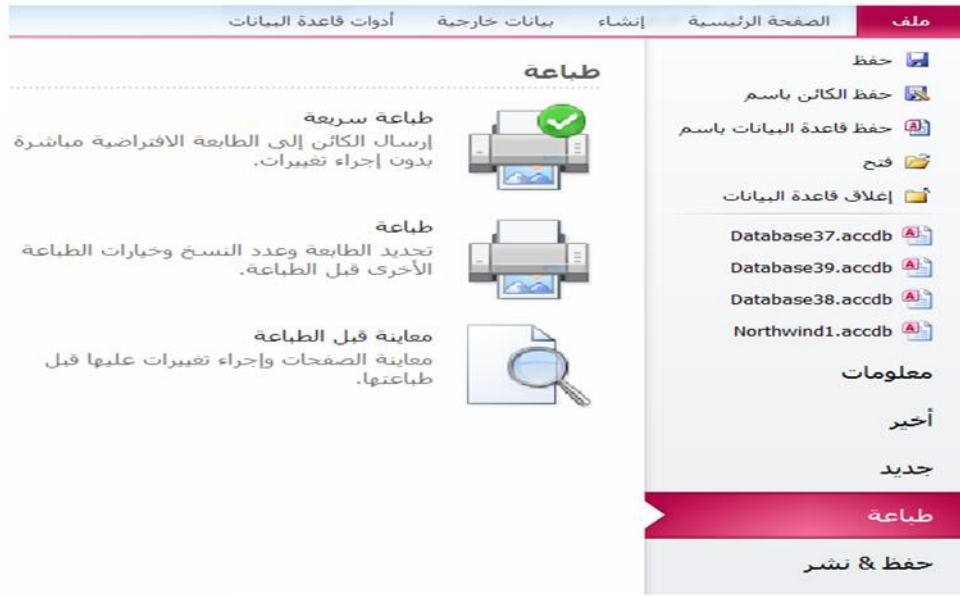 ملف الصفحة الرئيسية إنشاء بيانات خارجية أدوات قاعدة البيانات
حفظ
حفظ الكائن باسم
حفظ قاعدة البيانات باسم
فتح
إغلاق قاعدة البيانات
Database37.accdb
Database39.accdb
Database38.accdb
Northwind1.accdb
معلومات
أخير
جديد
طباعة
حفظ & نشر
طباعة
طباعة سريعة
إرسال الكائن إلى الطابعة الافتراضية مباشرة
بدون إجراء تغييرات.
طباعة
تحديد الطابعة وعدد النسخ وخيارات الطباعة
الأخرى قبل الطباعة.
معاينة قبل الطباعة
معاينة الصفحات وإجراء تغييرات عليها قبل
طباعتها.